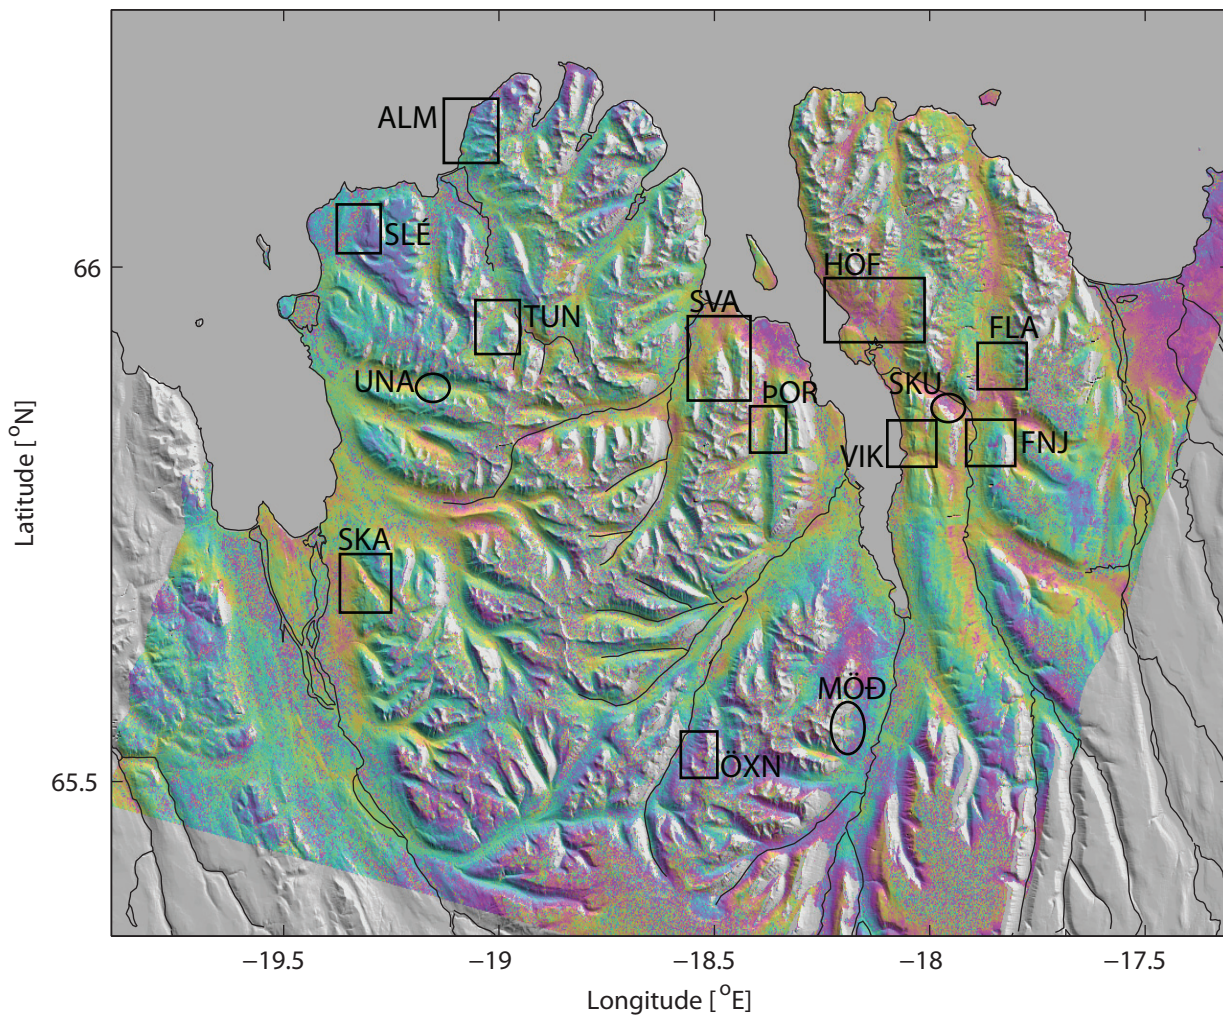 ALM
SLÉ
66
HÖF
SVA
TUN
FLA
UNA
SKU
ÞOR
VIK
FNJ
SKA
MÖÐ
ÖXN
65.5
Latitude [°N]
−19.5
−19
−18.5
−18
−17.5
Longitude [°E]